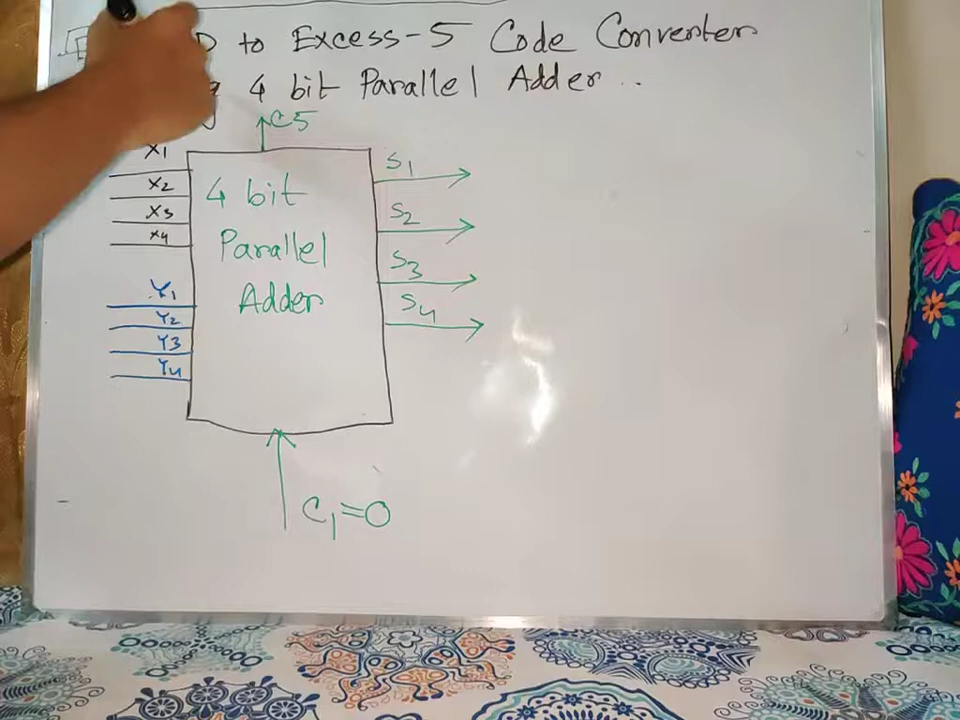 to Excess-5 Code Converter
4 bit Parallel Adder ..
C5
X1
X2
X3
X4
Y1
Y2
Y3
Y4
4 bit
Parallel
Adder
S1
S2
S3
S4
C1=0